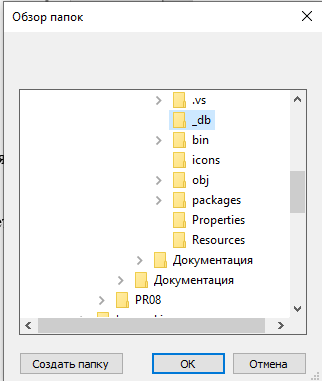 Обзор папок
.vs
_db
bin
icons
obj
packages
Properties
Resources
Документация
Документация
PR08
Создать папку
OK
Отмена